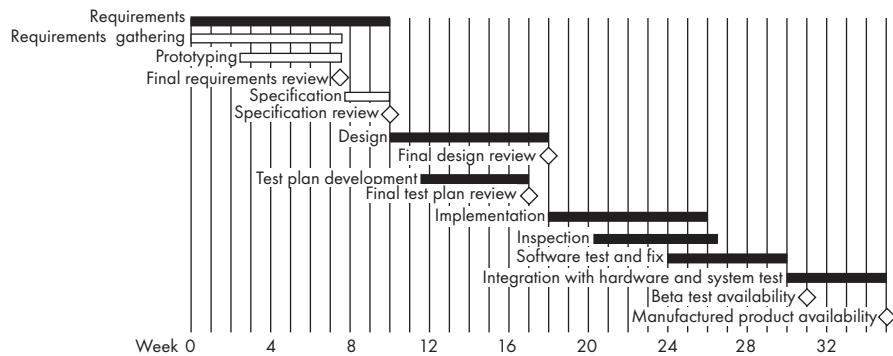 Requirements
Requirements gathering
Prototyping
Final requirements review
Specification
Specification review
Design
Final design review
Test plan development
Final test plan review
Implementation
Inspection
Software test and fix
Integration with hardware and system test
Beta test availability
Manufactured product availability
Week 0 4 8 12 16 20 24 28 32